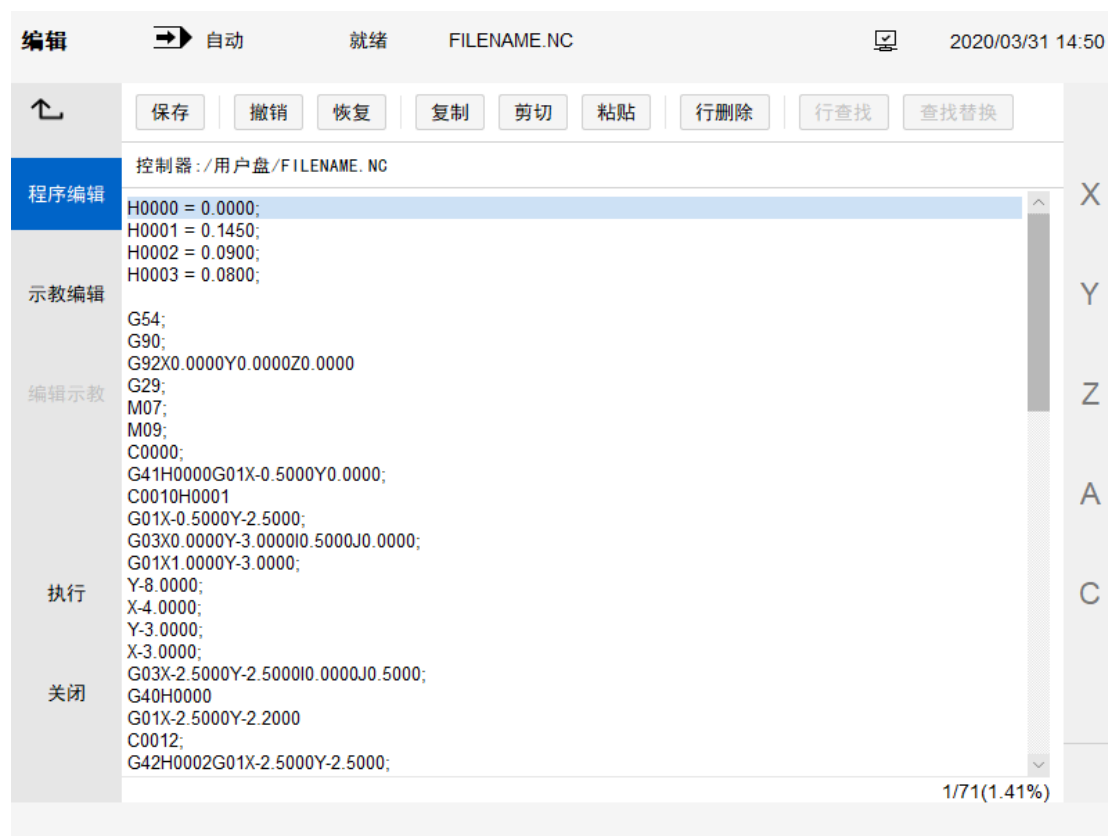 编辑 自动 就绪 FILENAME.NC 2020/03/31 14:50
保存 撤销 恢复 复制 剪切 粘贴 行删除 行查找 查找替换
控制器:/用户盘/FILENAME.NC
程序编辑
示教编辑
编辑示教
执行
关闭
H0000 = 0.0000;
H0001 = 0.1450;
H0002 = 0.0900;
H0003 = 0.0800;
G54;
G90;
G92X0.0000Y0.0000Z0.0000
G29;
M07;
M09;
C0000;
G41H0000G01X-0.5000Y0.0000;
C0010H0001
G01X-0.5000Y-2.5000;
G03X0.0000Y-3.0000I0.5000J0.0000;
G01X1.0000Y-3.0000;
Y-8.0000;
X-4.0000;
Y-3.0000;
X-3.0000;
G03X-2.5000Y-2.5000I0.0000J0.5000;
G40H0000
G01X-2.5000Y-2.2000
C0012;
G42H0002G01X-2.5000Y-2.5000;
1/71(1.41%)
X
Y
Z
A
C